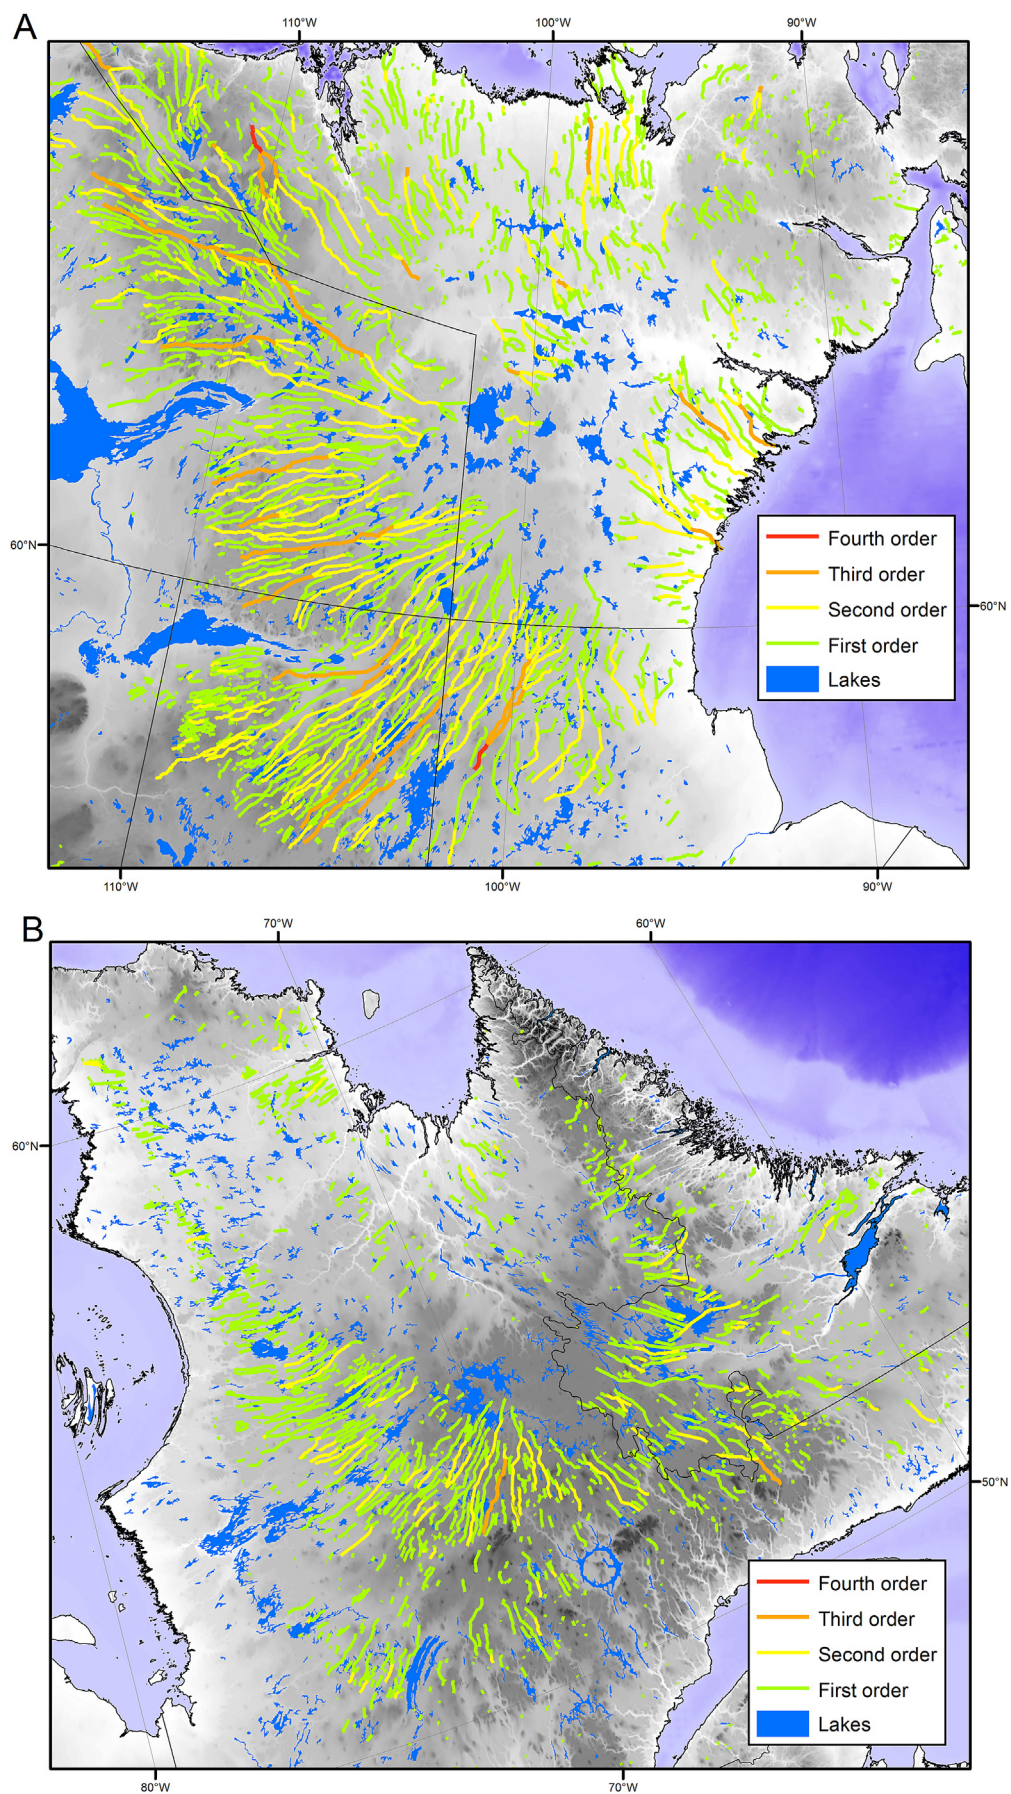 A
110°W
100°W
90°W
60°N
60°N
Fourth order
Third order
Second order
First order
Lakes
110°W
100°W
90°W
B
70°W
60°W
60°N
50°N
Fourth order
Third order
Second order
First order
Lakes
80°W
70°W